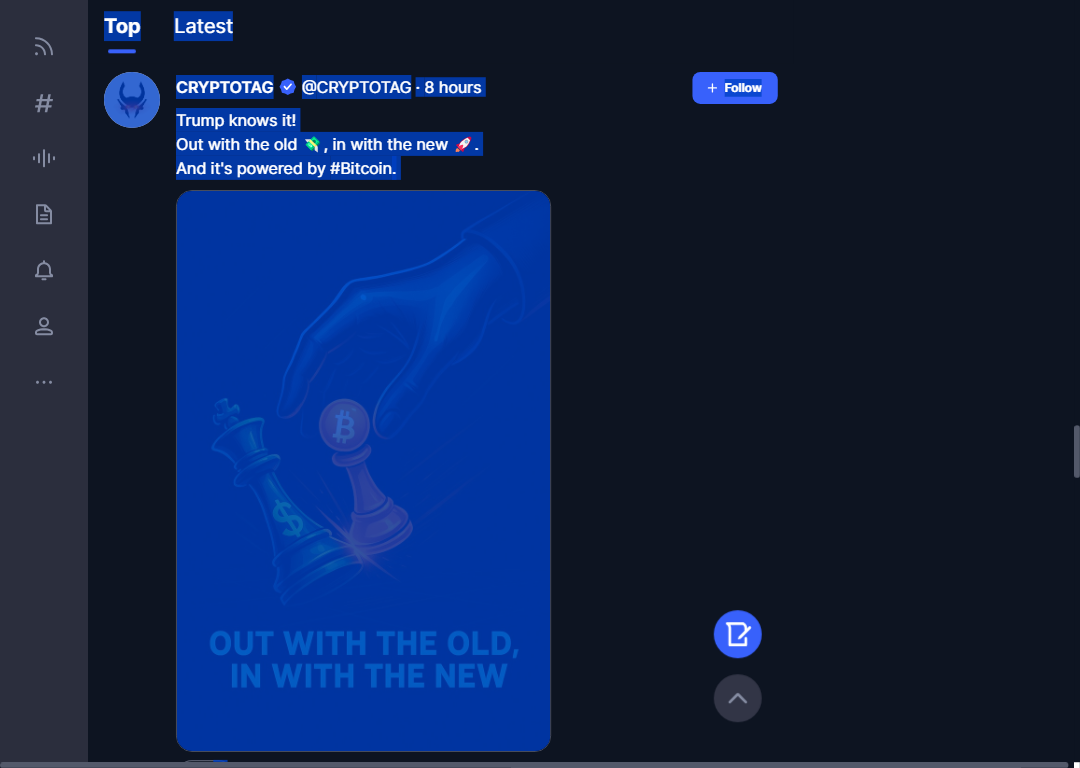 Top Latest
CRYPTOTAG @CRYPTOTAG · 8 hours
+ Follow
Trump knows it!
Out with the old 💸, in with the new 🚀.
And it's powered by #Bitcoin.
₿
$
OUT WITH THE OLD,
IN WITH THE NEW